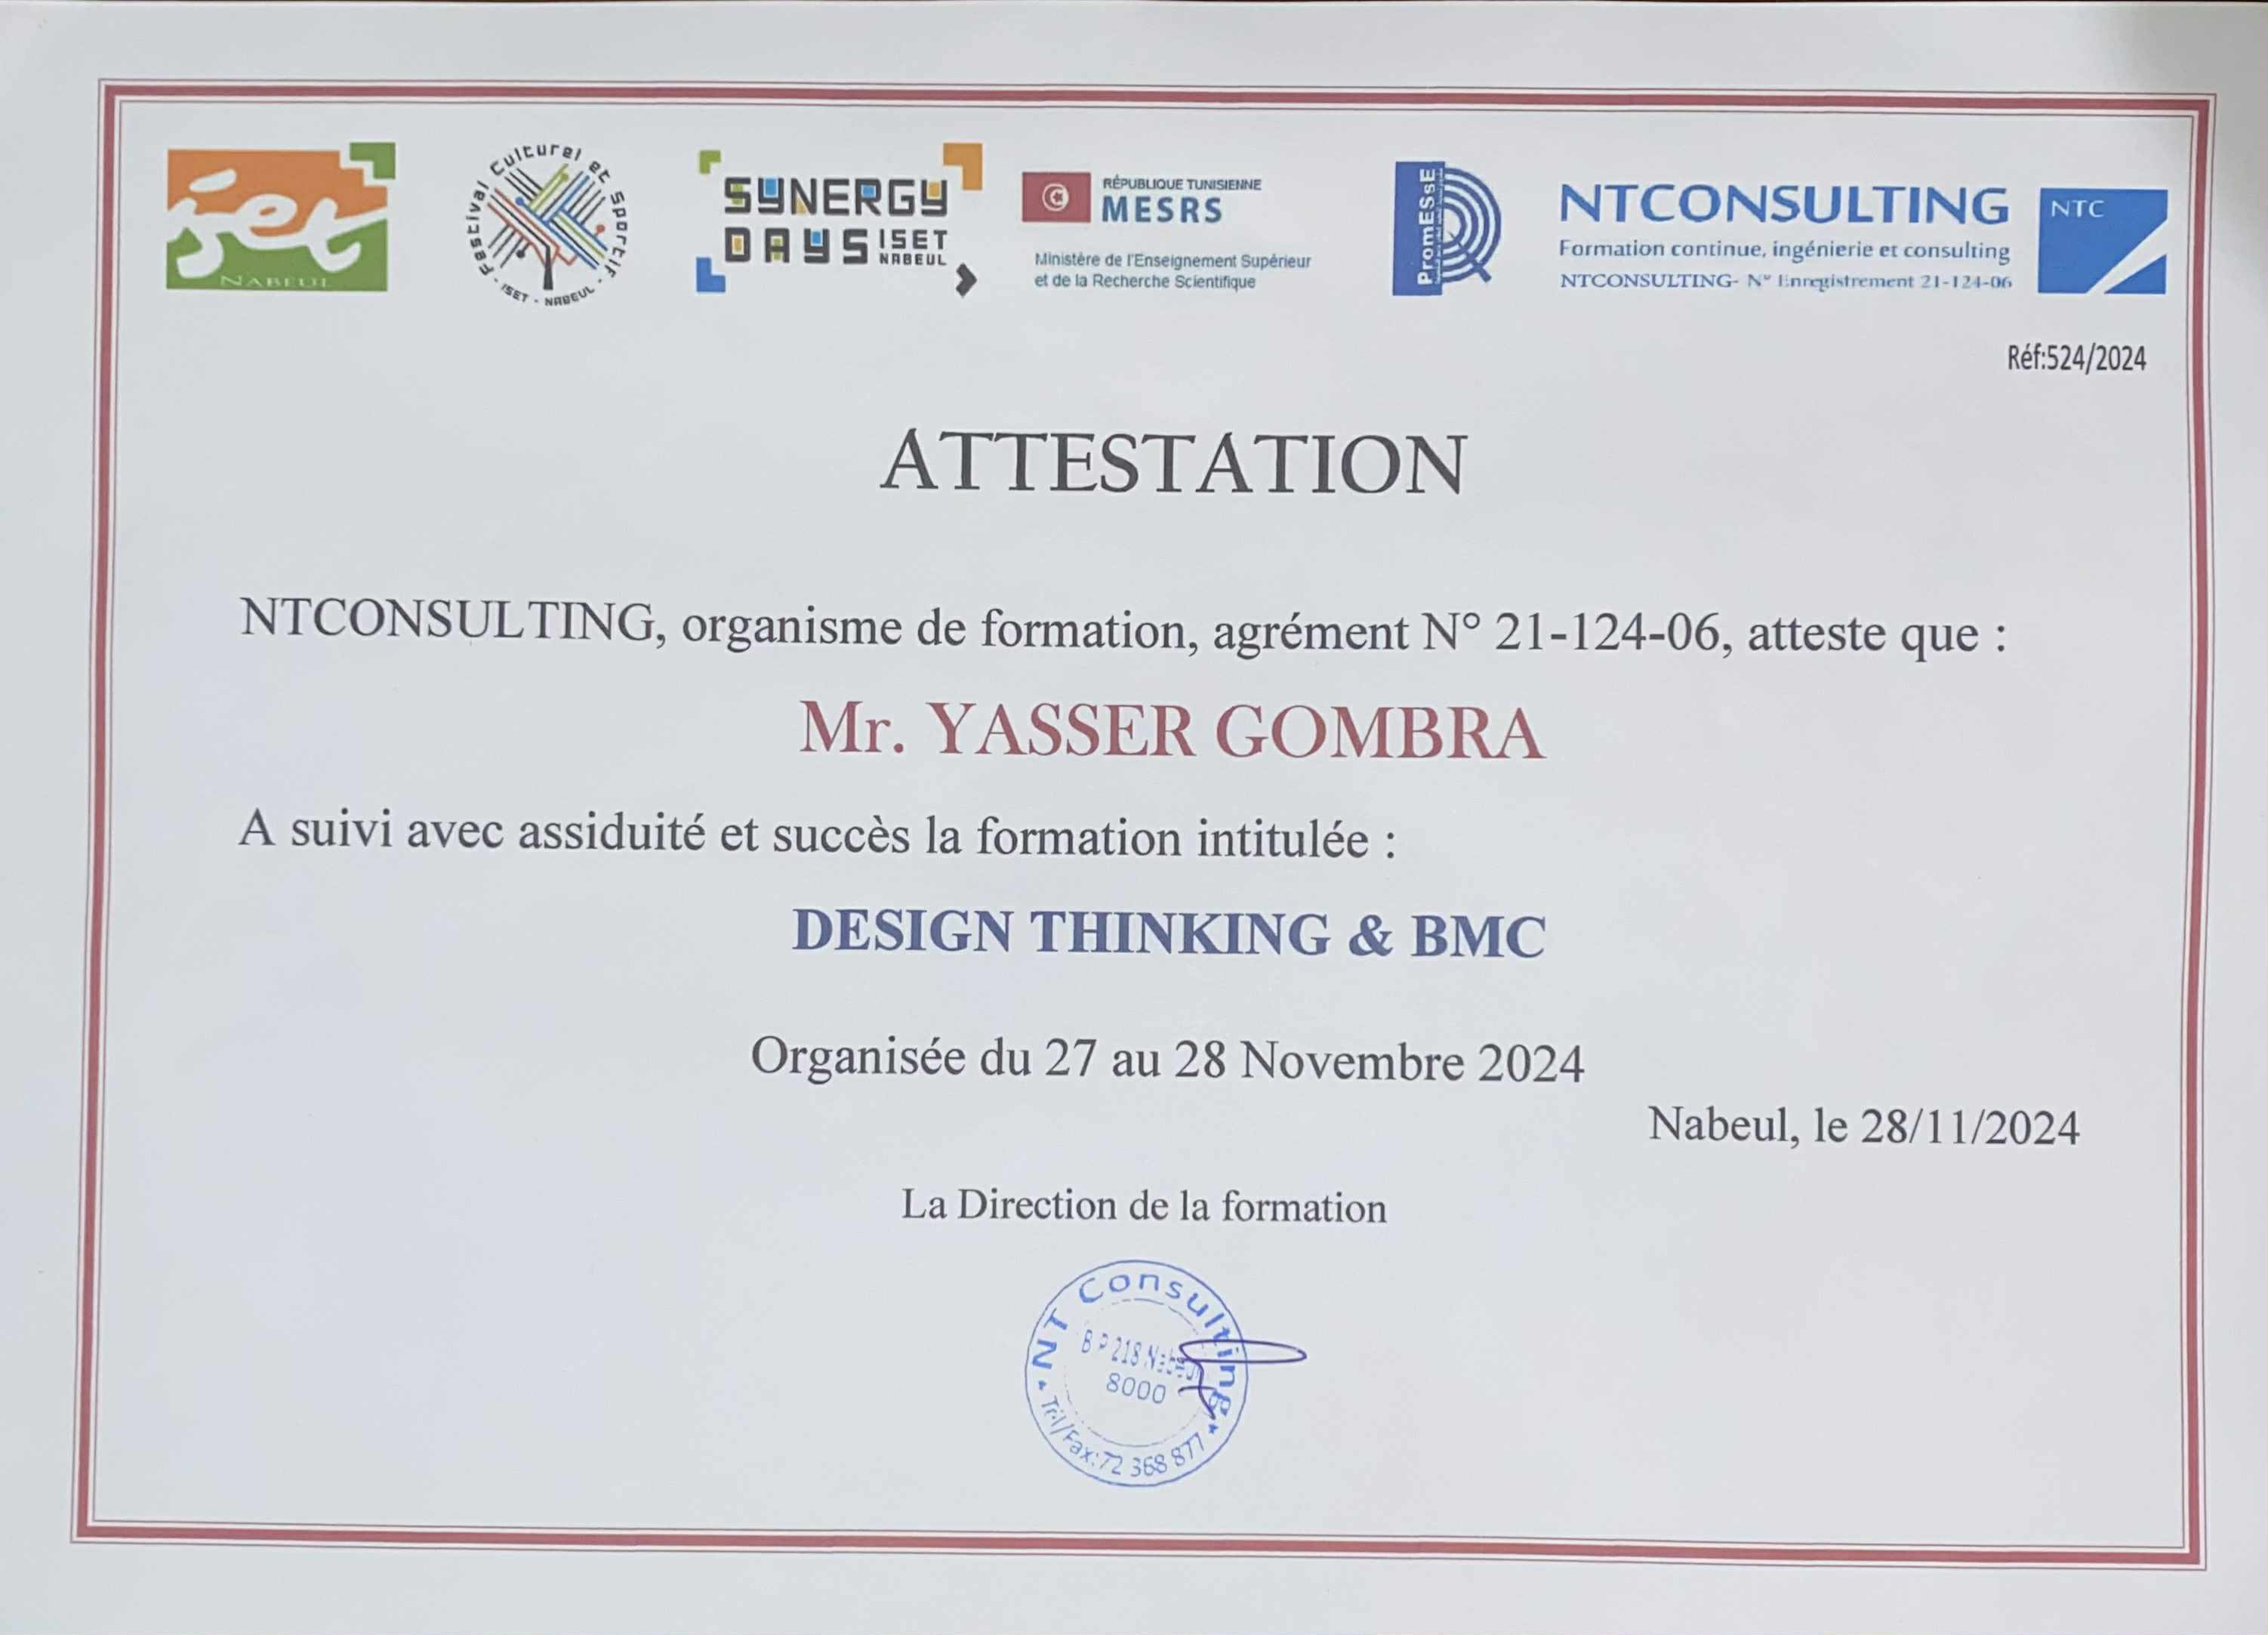 iset
NABEUL
Festival Culturel et Sportif - ISET - NABEUL -
SYNERGY
DAYS ISET
NABEUL
RÉPUBLIQUE TUNISIENNE
MESRS
Ministère de l'Enseignement Supérieur
et de la Recherche Scientifique
PromESsE
NTCONSULTING
Formation continue, ingénierie et consulting
NTCONSULTING- N° Enregistrement 21-124-06
NTC
Réf:524/2024
ATTESTATION
NTCONSULTING, organisme de formation, agrément N° 21-124-06, atteste que :
Mr. YASSER GOMBRA
A suivi avec assiduité et succès la formation intitulée :
DESIGN THINKING & BMC
Organisée du 27 au 28 Novembre 2024
Nabeul, le 28/11/2024
La Direction de la formation
NT Consulting
B P 218 Nabeul
8000
Tél/Fax:72 368 877